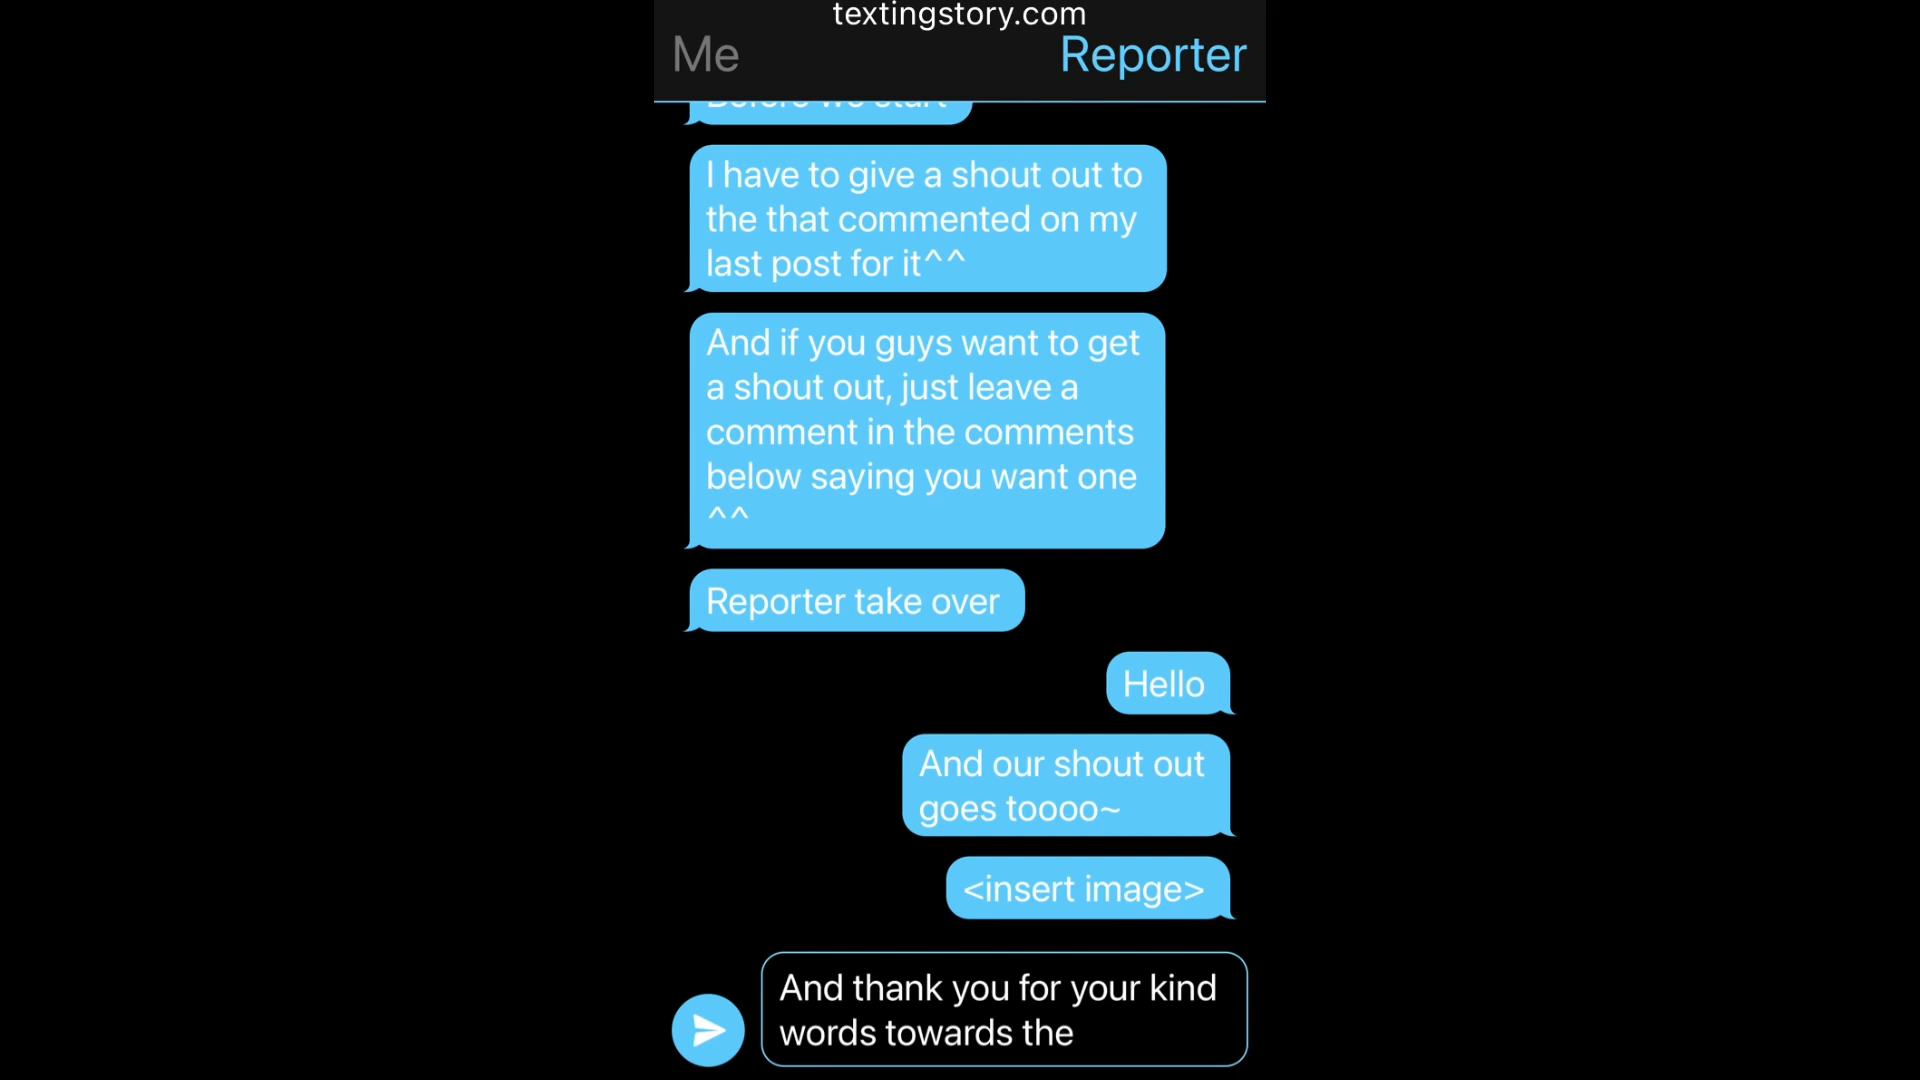 textingstory.com
Me
Reporter
Before we start
I have to give a shout out to
the that commented on my
last post for it^^
And if you guys want to get
a shout out, just leave a
comment in the comments
below saying you want one
^^
Reporter take over
Hello
And our shout out
goes toooo~
<insert image>
And thank you for your kind
words towards the